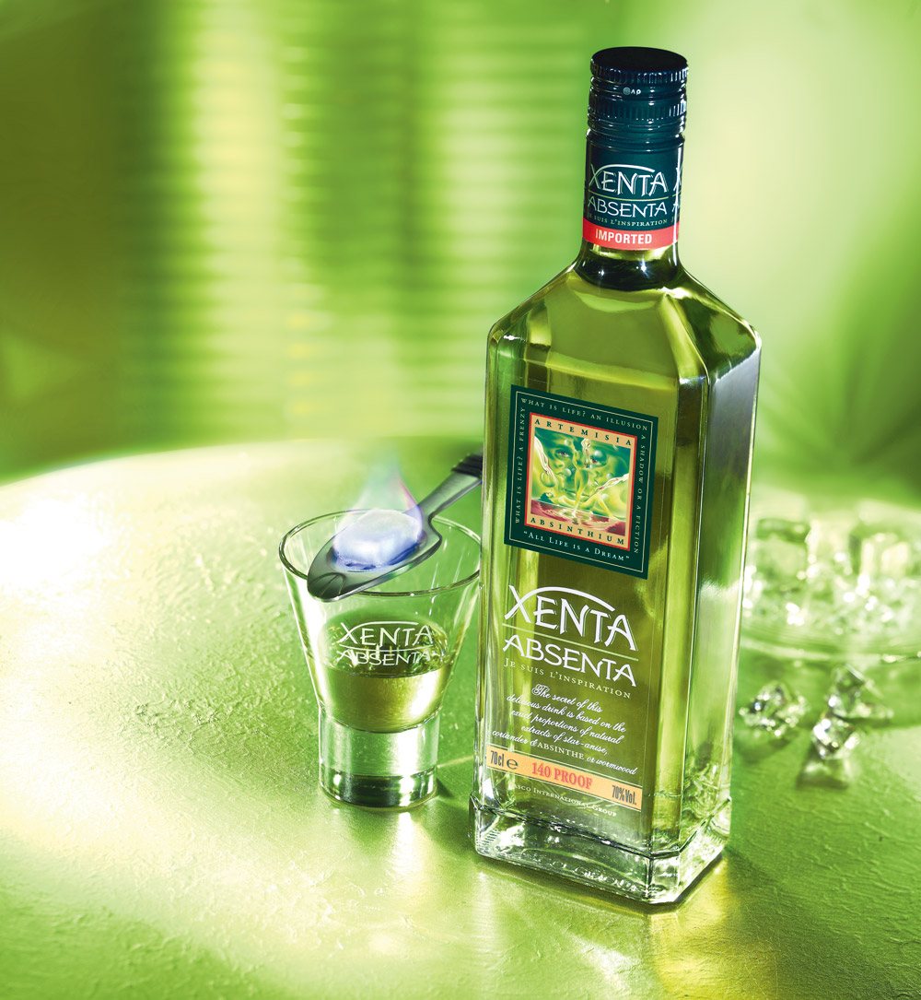 AP
XENTA
ABSENTA
JE SUIS L'INSPIRATION
IMPORTED
WHAT IS LIFE? A FRENZY
WHAT IS LIFE? AN ILLUSION
A SHADOW OR A FICTION
ARTEMISIA
ABSINTHIUM
"ALL LIFE IS A DREAM"
XENTA
ABSENTA
JE SUIS L'INSPIRATION
The secret of this
delicious drink is based on the
exact proportions of natural
extracts of star-anise,
coriander & ABSINTHE or wormwood
70cl e 140 PROOF 70% Vol.
INTERNATIONAL GROUP
XENTA
ABSENTA